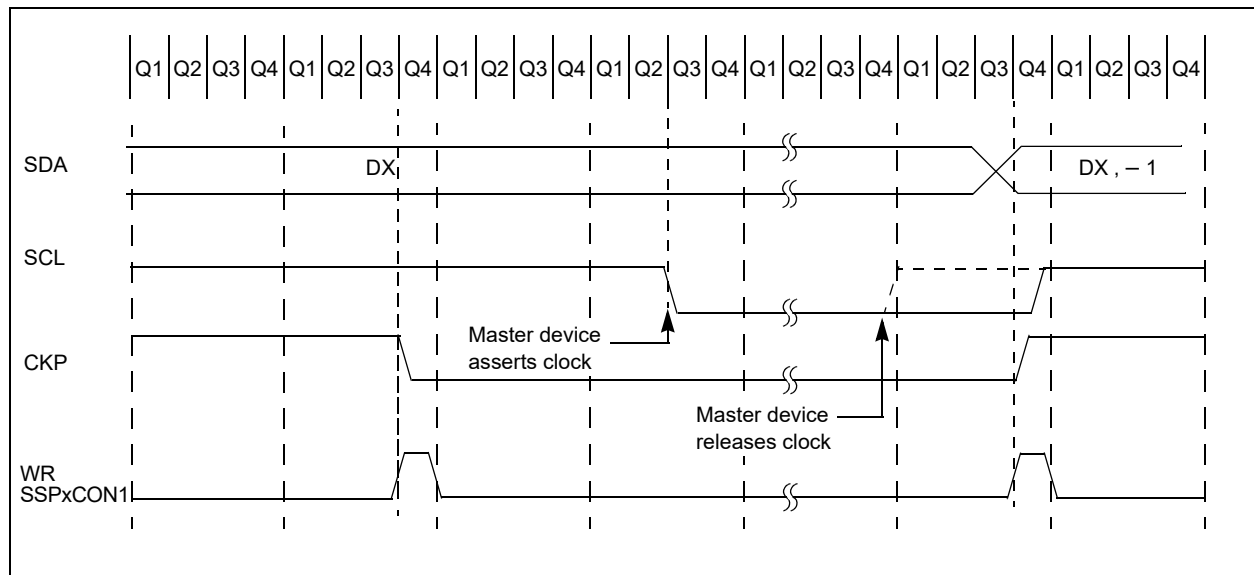 Q1 Q2 Q3 Q4 Q1 Q2 Q3 Q4 Q1 Q2 Q3 Q4 Q1 Q2 Q3 Q4 Q1 Q2 Q3 Q4 Q1 Q2 Q3 Q4 Q1 Q2 Q3 Q4
SDA
DX
DX , – 1
SCL
Master device
asserts clock
CKP
Master device
releases clock
WR
SSPxCON1